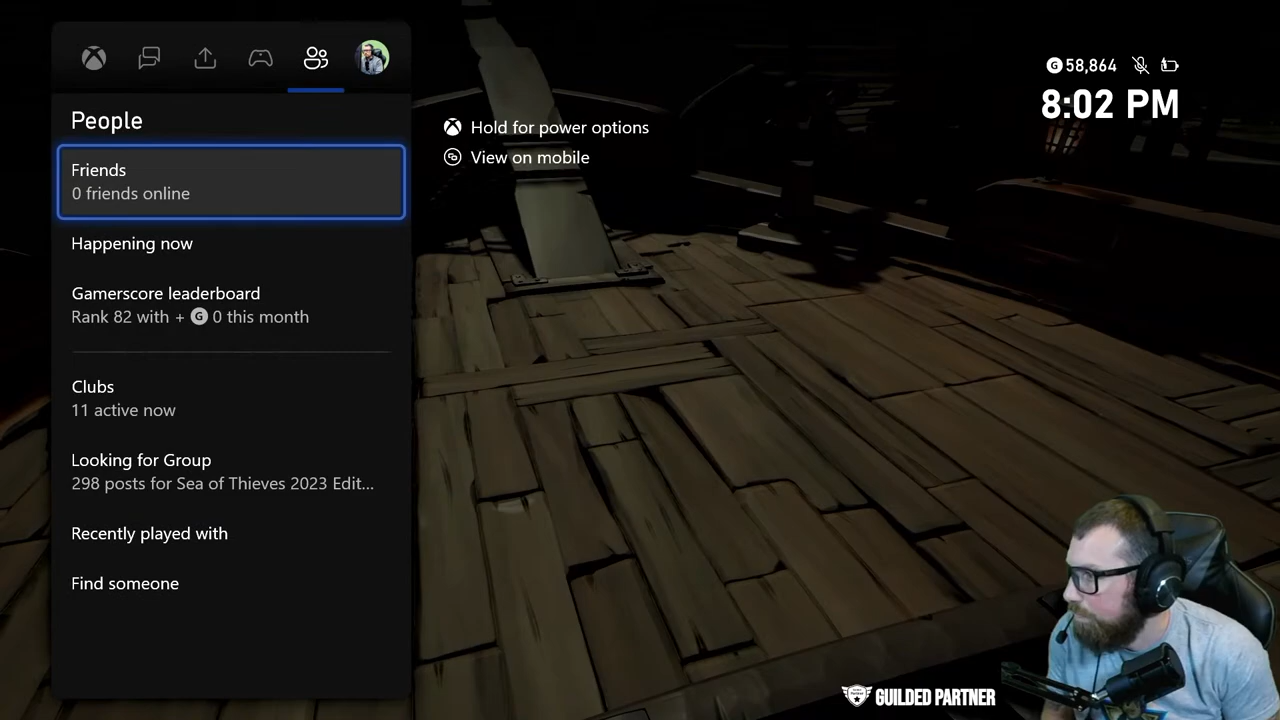 G 58,864
8:02 PM
People
Friends
0 friends online
Happening now
Gamerscore leaderboard
Rank 82 with + G 0 this month
Clubs
11 active now
Looking for Group
298 posts for Sea of Thieves 2023 Edit...
Recently played with
Find someone
Hold for power options
View on mobile
GUILDED PARTNER